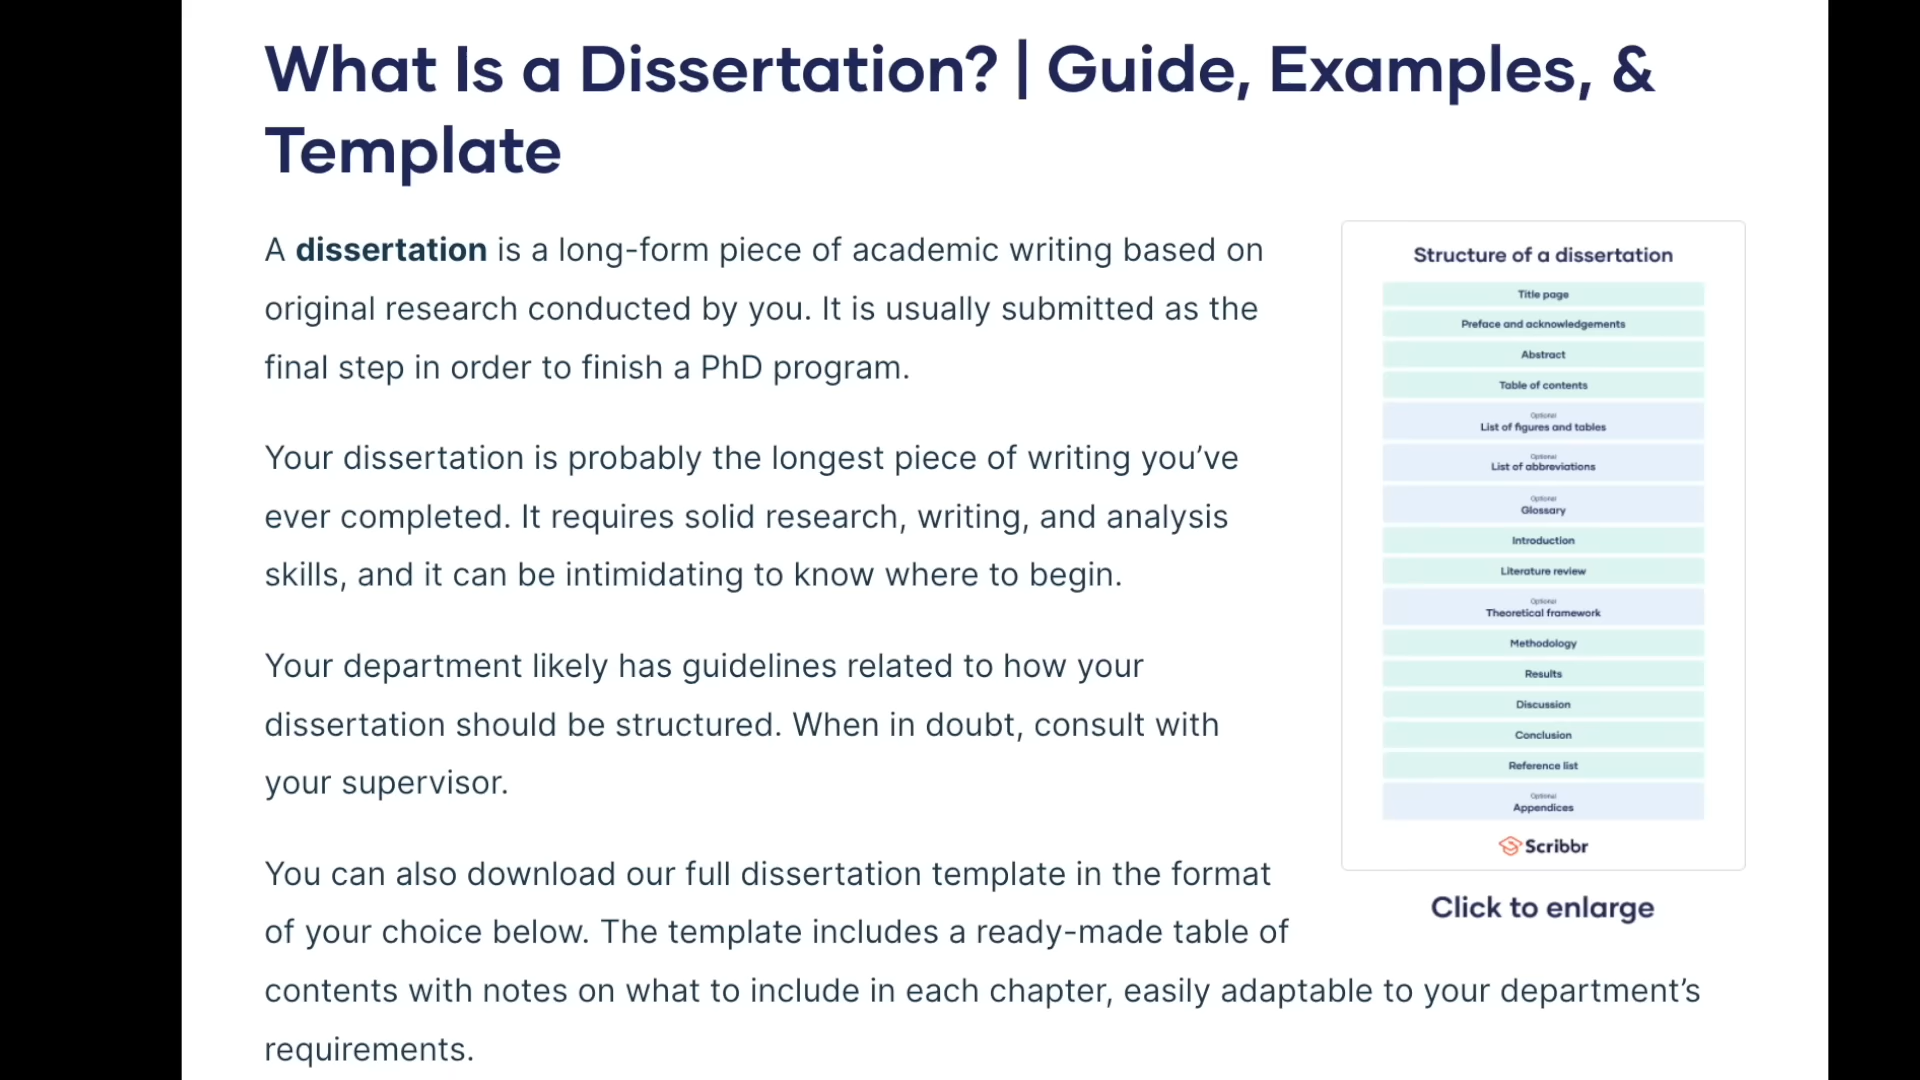 What Is a Dissertation? | Guide, Examples, &
Template
A dissertation is a long-form piece of academic writing based on
original research conducted by you. It is usually submitted as the
final step in order to finish a PhD program.
Your dissertation is probably the longest piece of writing you’ve
ever completed. It requires solid research, writing, and analysis
skills, and it can be intimidating to know where to begin.
Your department likely has guidelines related to how your
dissertation should be structured. When in doubt, consult with
your supervisor.
You can also download our full dissertation template in the format
of your choice below. The template includes a ready-made table of
contents with notes on what to include in each chapter, easily adaptable to your department’s
requirements.
Structure of a dissertation
Title page
Preface and acknowledgements
Abstract
Table of contents
Optional
List of figures and tables
Optional
List of abbreviations
Optional
Glossary
Introduction
Literature review
Optional
Theoretical framework
Methodology
Results
Discussion
Conclusion
Reference list
Optional
Appendices
Scribbr
Click to enlarge